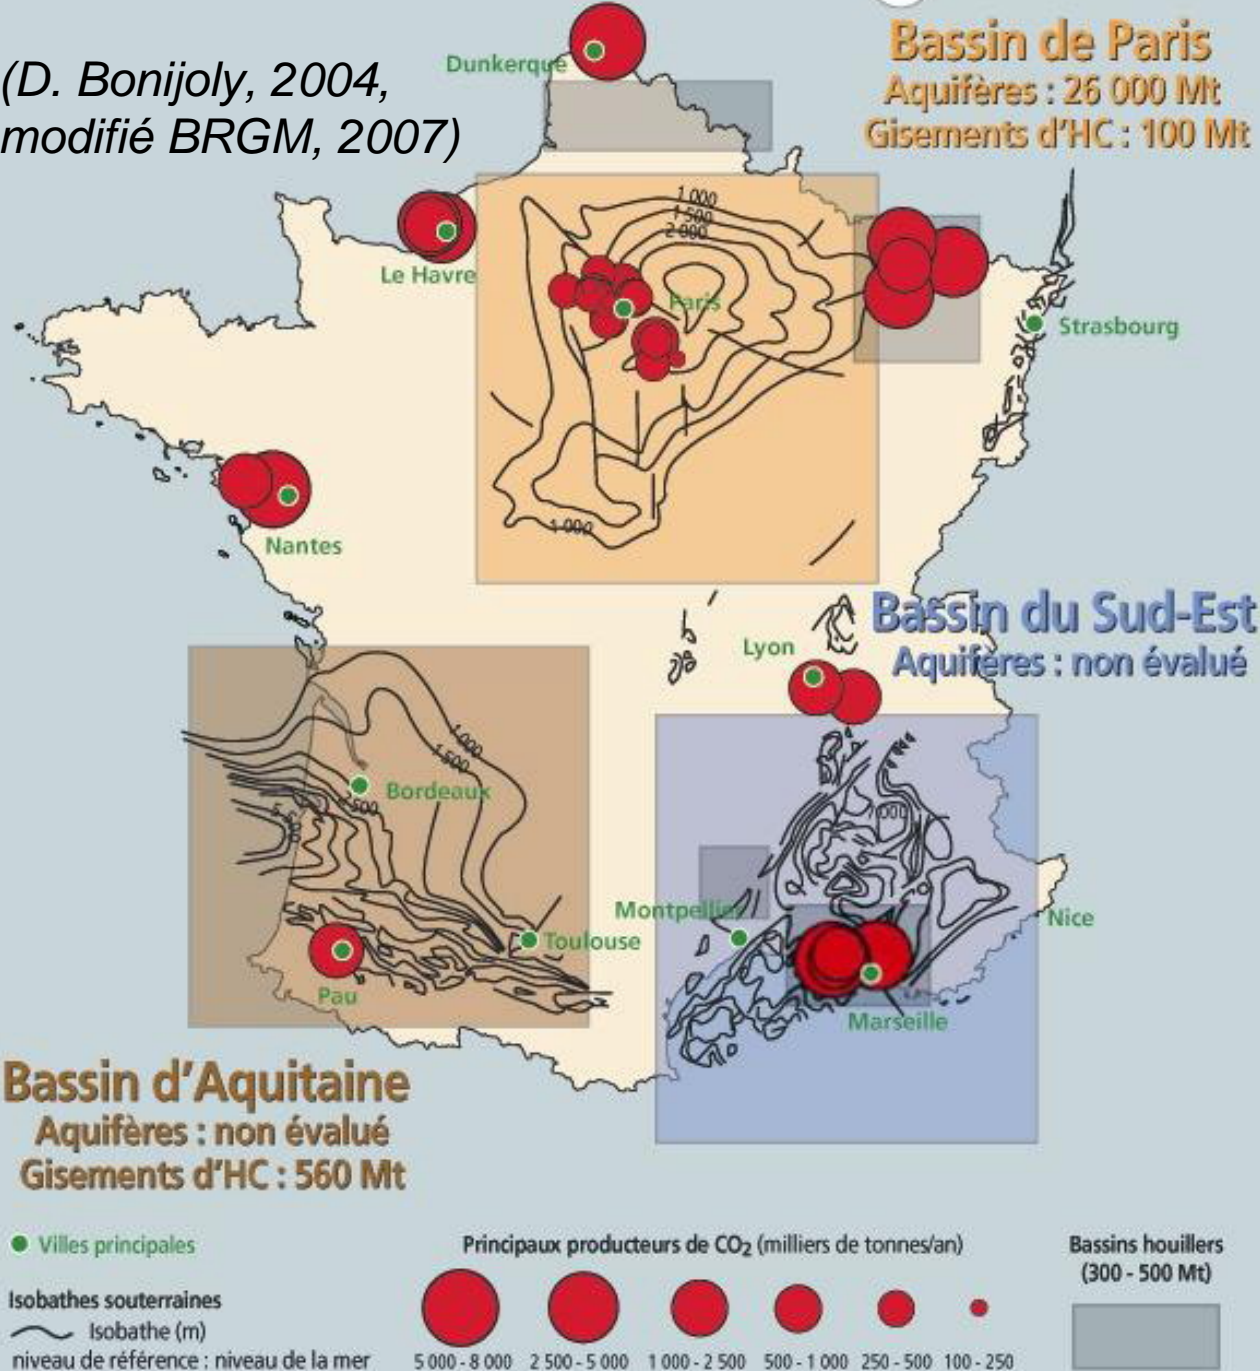 (D. Bonijoly, 2004,
modifié BRGM, 2007)
Bassin de Paris
Aquifères : 26 000 Mt
Gisements d'HC : 100 Mt
Dunkerque
Le Havre
1 000
1 500
2 000
Paris
Strasbourg
Nantes
1 000
Bassin du Sud-Est
Aquifères : non évalué
Lyon
1 000
1 500
Bordeaux
2 500
Montpellier
Nice
Toulouse
Pau
Marseille
Bassin d'Aquitaine
Aquifères : non évalué
Gisements d'HC : 560 Mt
Villes principales
Isobathes souterraines
Isobathe (m)
niveau de référence : niveau de la mer
Principaux producteurs de CO2 (milliers de tonnes/an)
5 000 - 8 000 2 500 - 5 000 1 000 - 2 500 500 - 1 000 250 - 500 100 - 250
Bassins houillers
(300 - 500 Mt)